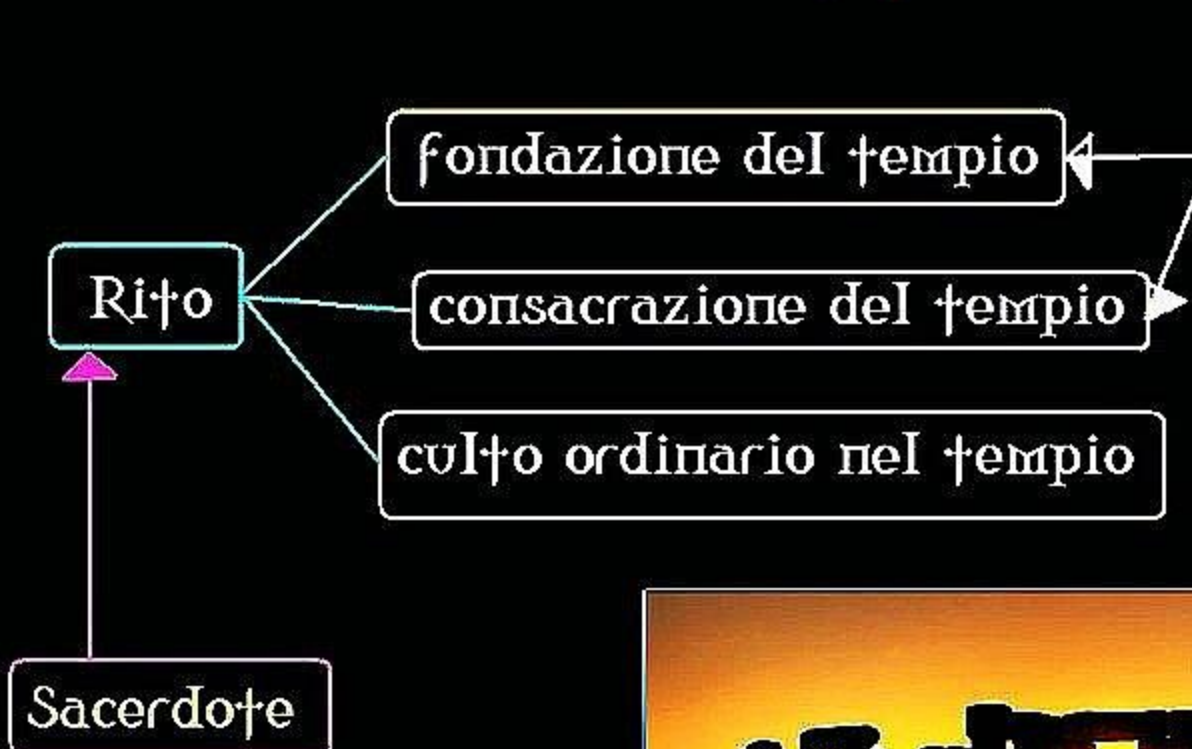 fondazione del tempio
Rito
consacrazione del tempio
culto ordinario nel tempio
Sacerdote